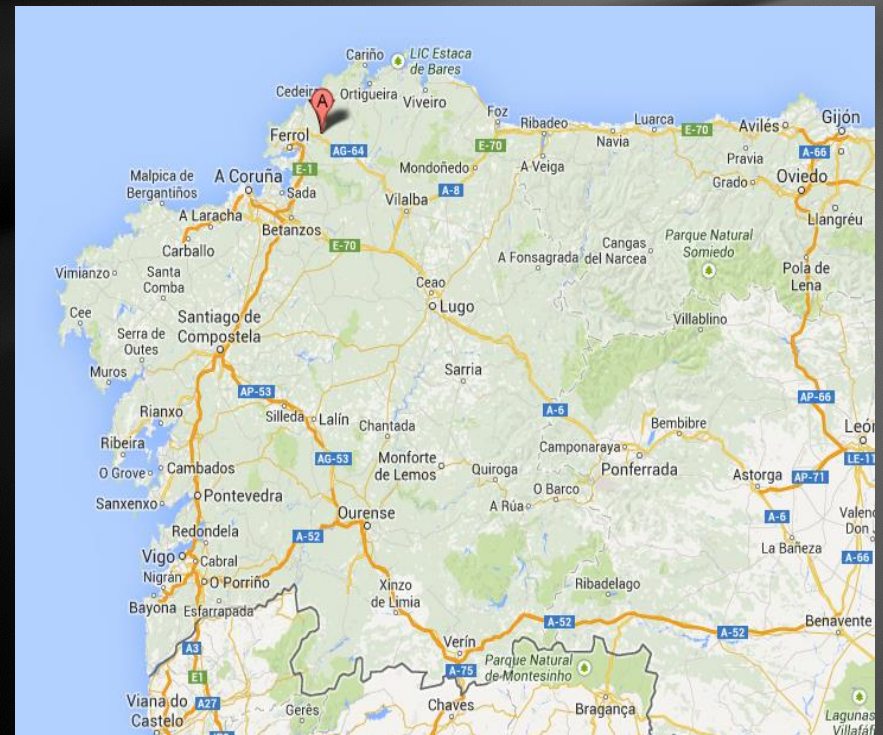 Cariño
LIC Estaca
de Bares
Cedeira
A
Ortigueira
Viveiro
Foz
Ribadeo
Luarca
E-70
Avilés
Gijón
Ferrol
AG-64
E-70
Navia
Pravia
A-66
E-1
Mondoñedo
A Veiga
Grado
Oviedo
Malpica de
Bergantiños
A Coruña
Sada
Vilalba
A-8
A Laracha
Betanzos
Llangréu
Carballo
E-70
A Fonsagrada
Cangas
del Narcea
Parque Natural
Somiedo
Vimianzo
Santa
Comba
Ceao
Pola de
Lena
Cee
Lugo
Santiago de
Compostela
Villablino
Serra de
Outes
Muros
Sarria
AP-53
AP-66
Rianxo
Silleda
Lalín
Chantada
A-6
Bembibre
León
Ribeira
Camponaraya
LE-11
O Grove
Cambados
AG-53
Monforte
de Lemos
Quiroga
Ponferrada
Astorga
AP-71
Sanxenxo
Pontevedra
O Barco
A Rúa
Ourense
A-6
Valen
Don
Redondela
A-52
La Bañeza
Vigo
Cabral
A-66
Nigrán
O Porriño
Xinzo
de Limia
Ribadelago
Bayona
Esfarrapada
A-52
Benavente
A-52
Verín
A3
A-75
Parque Natural
de Montesinho
E1
Viana do
Castelo
A27
Gerês
Chaves
Bragança
Lagunas
Villafáf